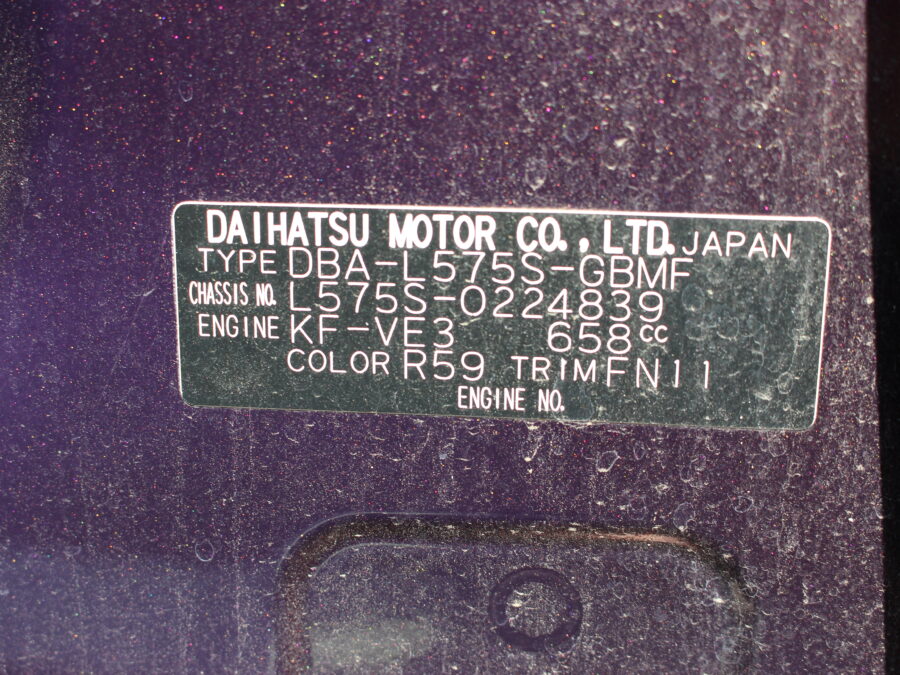 DAIHATSU MOTOR CO., LTD. JAPAN
TYPE DBA-L575S-GBMF
CHASSIS NO. L575S-0224839
ENGINE KF-VE3 658cc
COLOR R59 TRIM FN11
ENGINE NO.